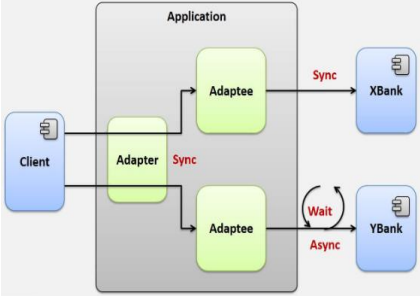 Application
Adaptee
Sync
XBank
Client
Adapter
Sync
Adaptee
Wait
Async
YBank